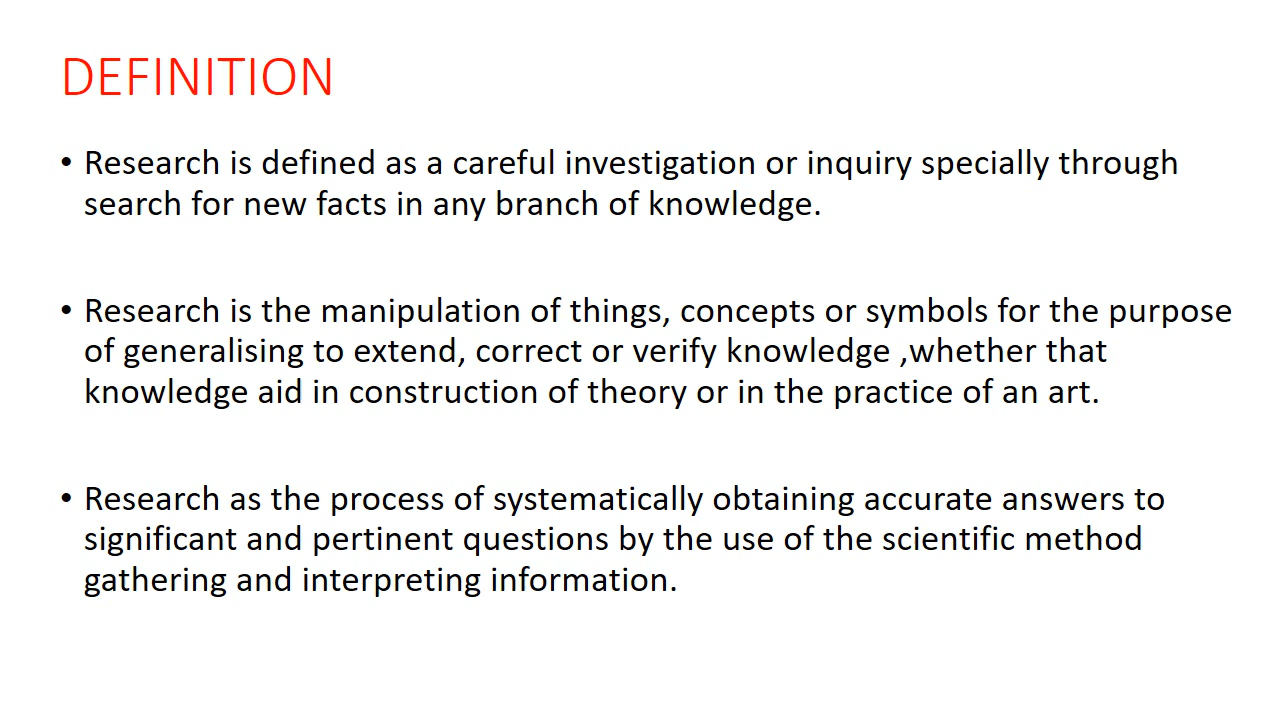 DEFINITION
• Research is defined as a careful investigation or inquiry specially through
search for new facts in any branch of knowledge.
• Research is the manipulation of things, concepts or symbols for the purpose
of generalising to extend, correct or verify knowledge ,whether that
knowledge aid in construction of theory or in the practice of an art.
• Research as the process of systematically obtaining accurate answers to
significant and pertinent questions by the use of the scientific method
gathering and interpreting information.